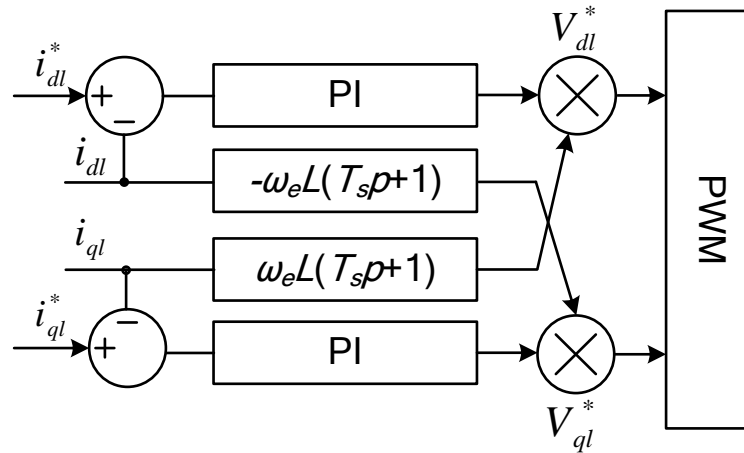 V*dl
i*dl
+
PI
−
idl
-ωeL(Tsp+1)
PWM
iql
ωeL(Tsp+1)
−
i*ql
+
PI
V*ql